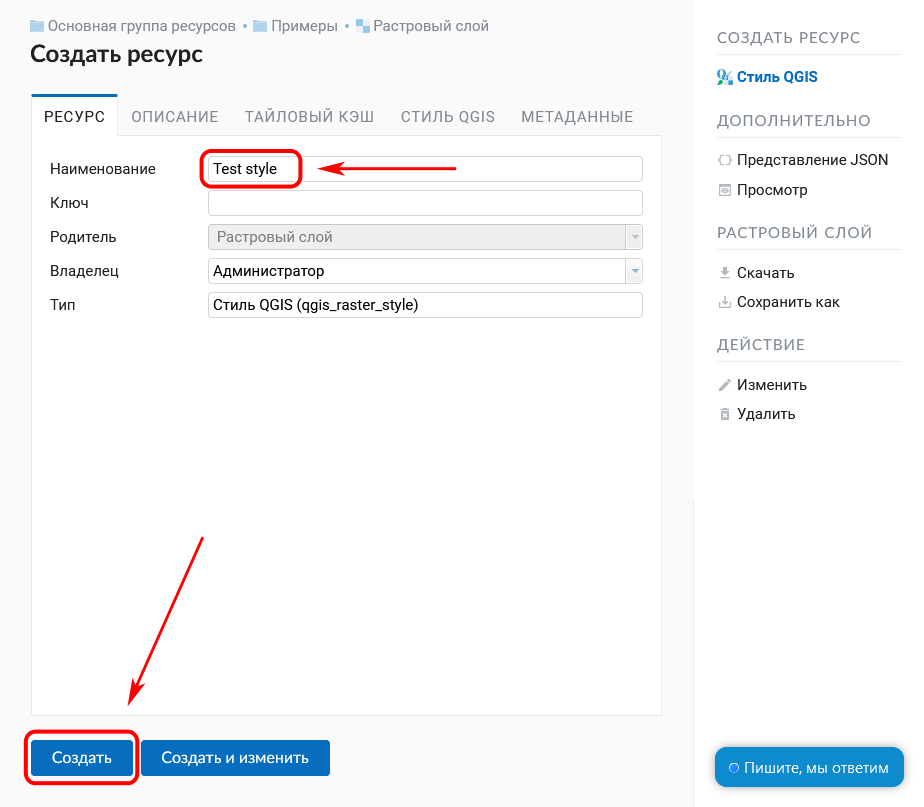 Основная группа ресурсов • Примеры • Растровый слой
Создать ресурс
РЕСУРС ОПИСАНИЕ ТАЙЛОВЫЙ КЭШ СТИЛЬ QGIS МЕТАДАННЫЕ
Наименование Test style
Ключ
Родитель Растровый слой
Владелец Администратор
Тип Стиль QGIS (qgis_raster_style)
Создать Создать и изменить
СОЗДАТЬ РЕСУРС
Стиль QGIS
ДОПОЛНИТЕЛЬНО
Представление JSON
Просмотр
РАСТРОВЫЙ СЛОЙ
Скачать
Сохранить как
ДЕЙСТВИЕ
Изменить
Удалить
Пишите, мы ответим